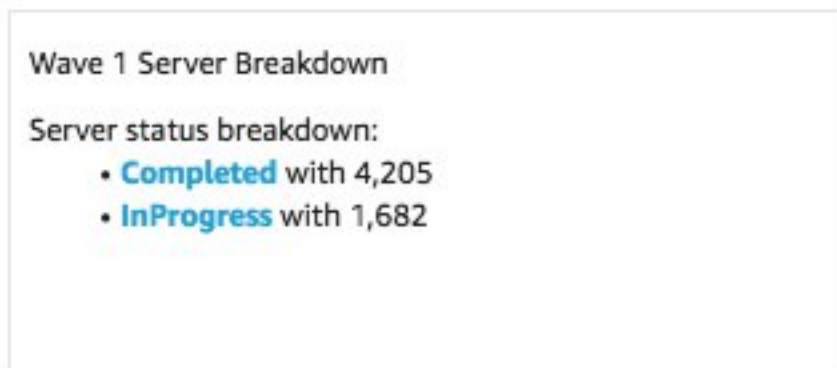 Wave 1 Server Breakdown
Server status breakdown:
• Completed with 4,205
• InProgress with 1,682